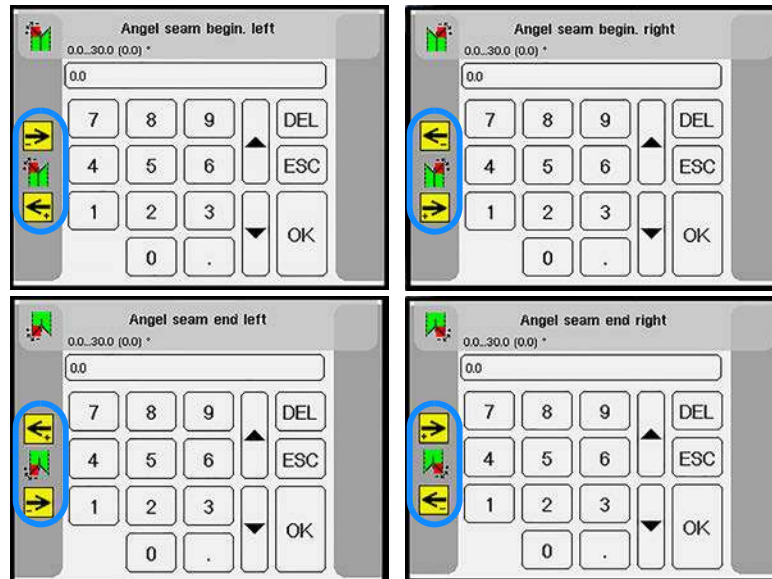 Angel seam begin. left
0.0...30.0 (0.0) °
0.0
7 8 9 DEL
4 5 6 ESC
1 2 3
OK
0 .
Angel seam begin. right
0.0...30.0 (0.0) °
0.0
7 8 9 DEL
4 5 6 ESC
1 2 3
OK
0 .
Angel seam end left
0.0...30.0 (0.0) °
0.0
7 8 9 DEL
4 5 6 ESC
1 2 3
OK
0 .
Angel seam end right
0.0...30.0 (0.0) °
0.0
7 8 9 DEL
4 5 6 ESC
1 2 3
OK
0 .